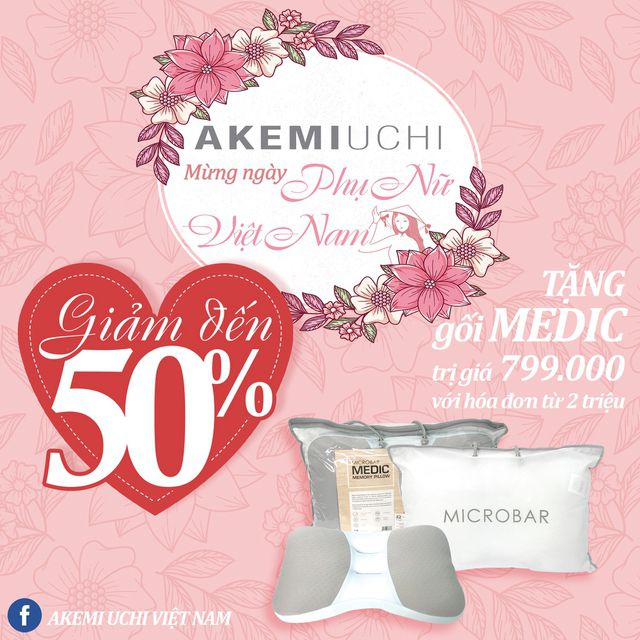 AKEMIUCHI
Mừng ngày Phụ Nữ
Việt Nam
Giảm đến
50%
TẶNG
gối MEDIC
trị giá 799.000
với hóa đơn từ 2 triệu
MICROBAR
MEDIC
MEMORY PILLOW
MICROBAR
f AKEMI UCHI VIỆT NAM